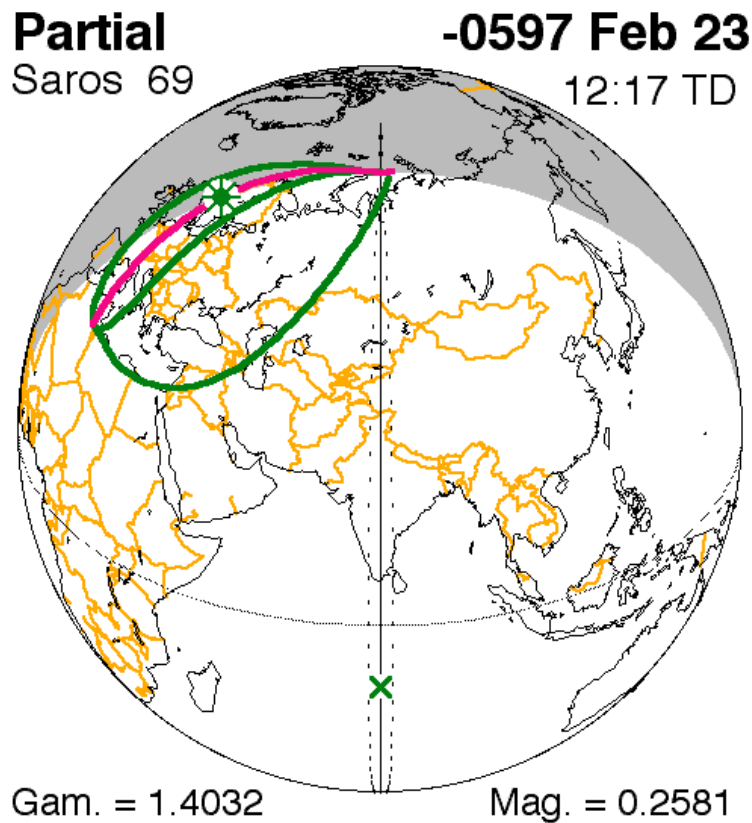 Partial
-0597 Feb 23
Saros 69
12:17 TD
Gam. = 1.4032
Mag. = 0.2581